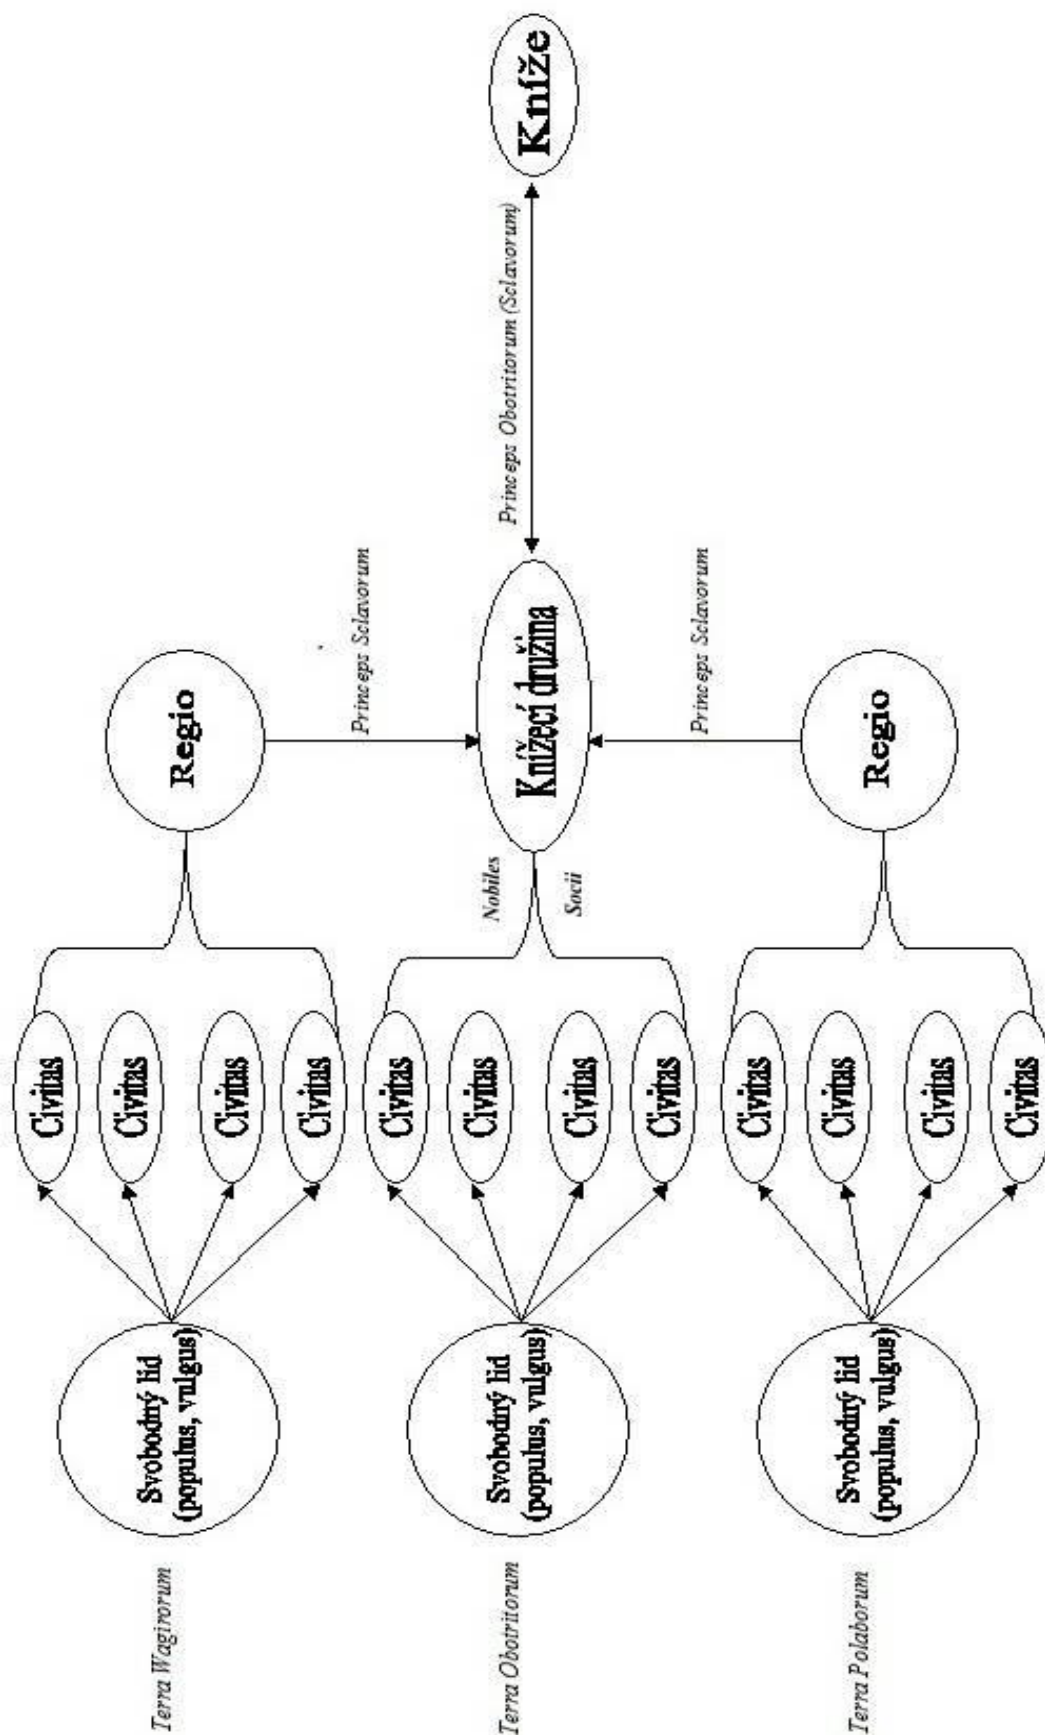 Kníže
Princeps Obotritorum (Sclavorum)
Regio
Princeps Sclavorum
Knížecí družina
Princeps Sclavorum
Regio
Nobiles
Socii
Civitas
Civitas
Civitas
Civitas
Civitas
Civitas
Civitas
Civitas
Civitas
Civitas
Civitas
Civitas
Svobodný lid
(populus, vulgus)
Svobodný lid
(populus, vulgus)
Svobodný lid
(populus, vulgus)
Terra Wagirorum
Terra Obotritorum
Terra Polaborum